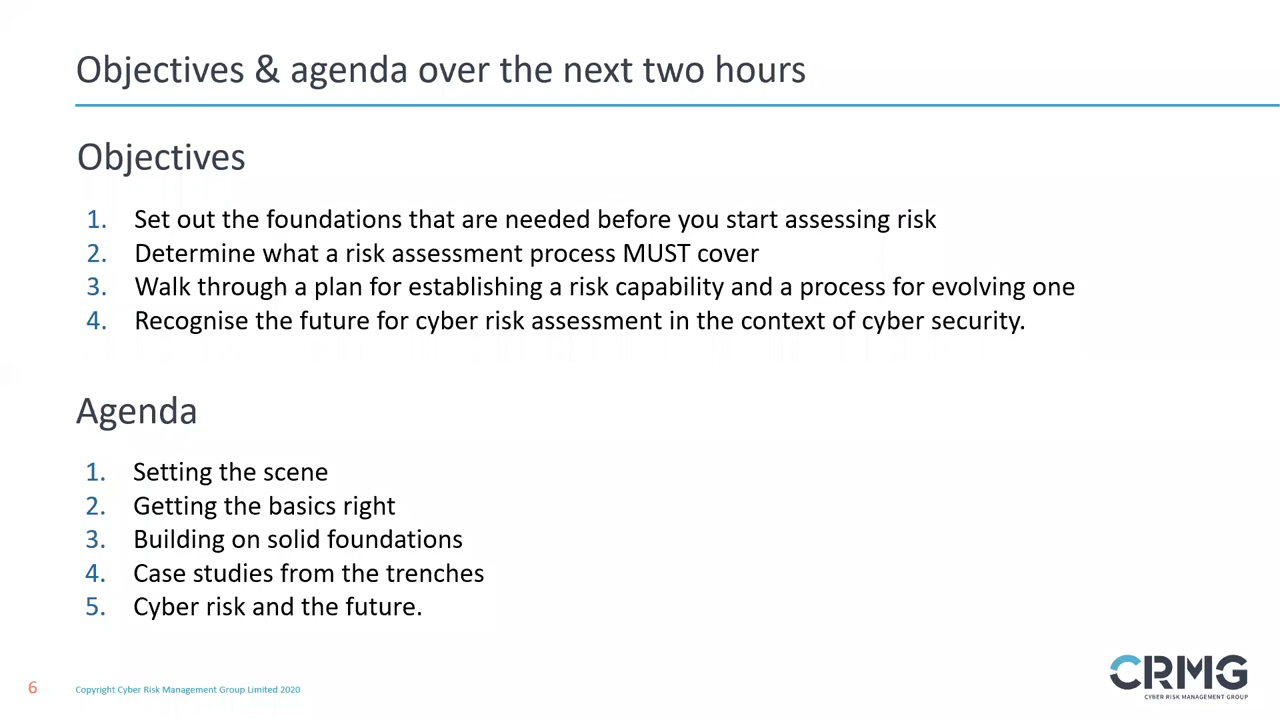 Objectives & agenda over the next two hours
Objectives
1. Set out the foundations that are needed before you start assessing risk
2. Determine what a risk assessment process MUST cover
3. Walk through a plan for establishing a risk capability and a process for evolving one
4. Recognise the future for cyber risk assessment in the context of cyber security.
Agenda
1. Setting the scene
2. Getting the basics right
3. Building on solid foundations
4. Case studies from the trenches
5. Cyber risk and the future.
6 Copyright Cyber Risk Management Group Limited 2020
CRMG
CYBER RISK MANAGEMENT GROUP